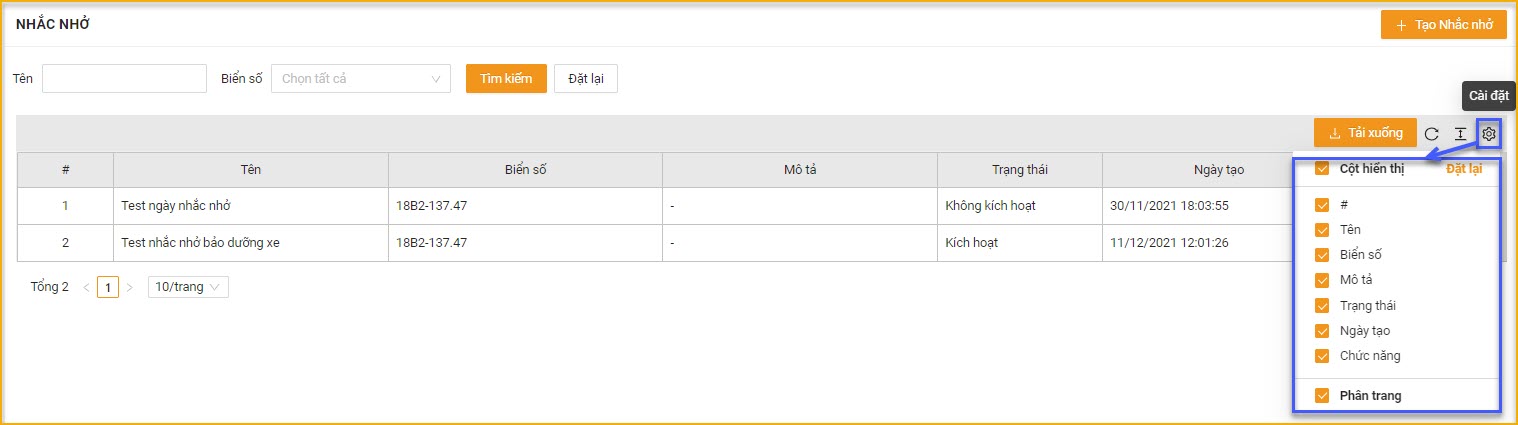 NHẮC NHỞ
+ Tạo Nhắc nhở
Tên Biển số Chọn tất cả Tìm kiếm Đặt lại
Cài đặt
Tải xuống
# Tên Biển số Mô tả Trạng thái Ngày tạo
1 Test ngày nhắc nhở 18B2-137.47 - Không kích hoạt 30/11/2021 18:03:55
2 Test nhắc nhở bảo dưỡng xe 18B2-137.47 - Kích hoạt 11/12/2021 12:01:26
Tổng 2 < 1 > 10/trang
Cột hiển thị Đặt lại
#
Tên
Biển số
Mô tả
Trạng thái
Ngày tạo
Chức năng
Phân trang